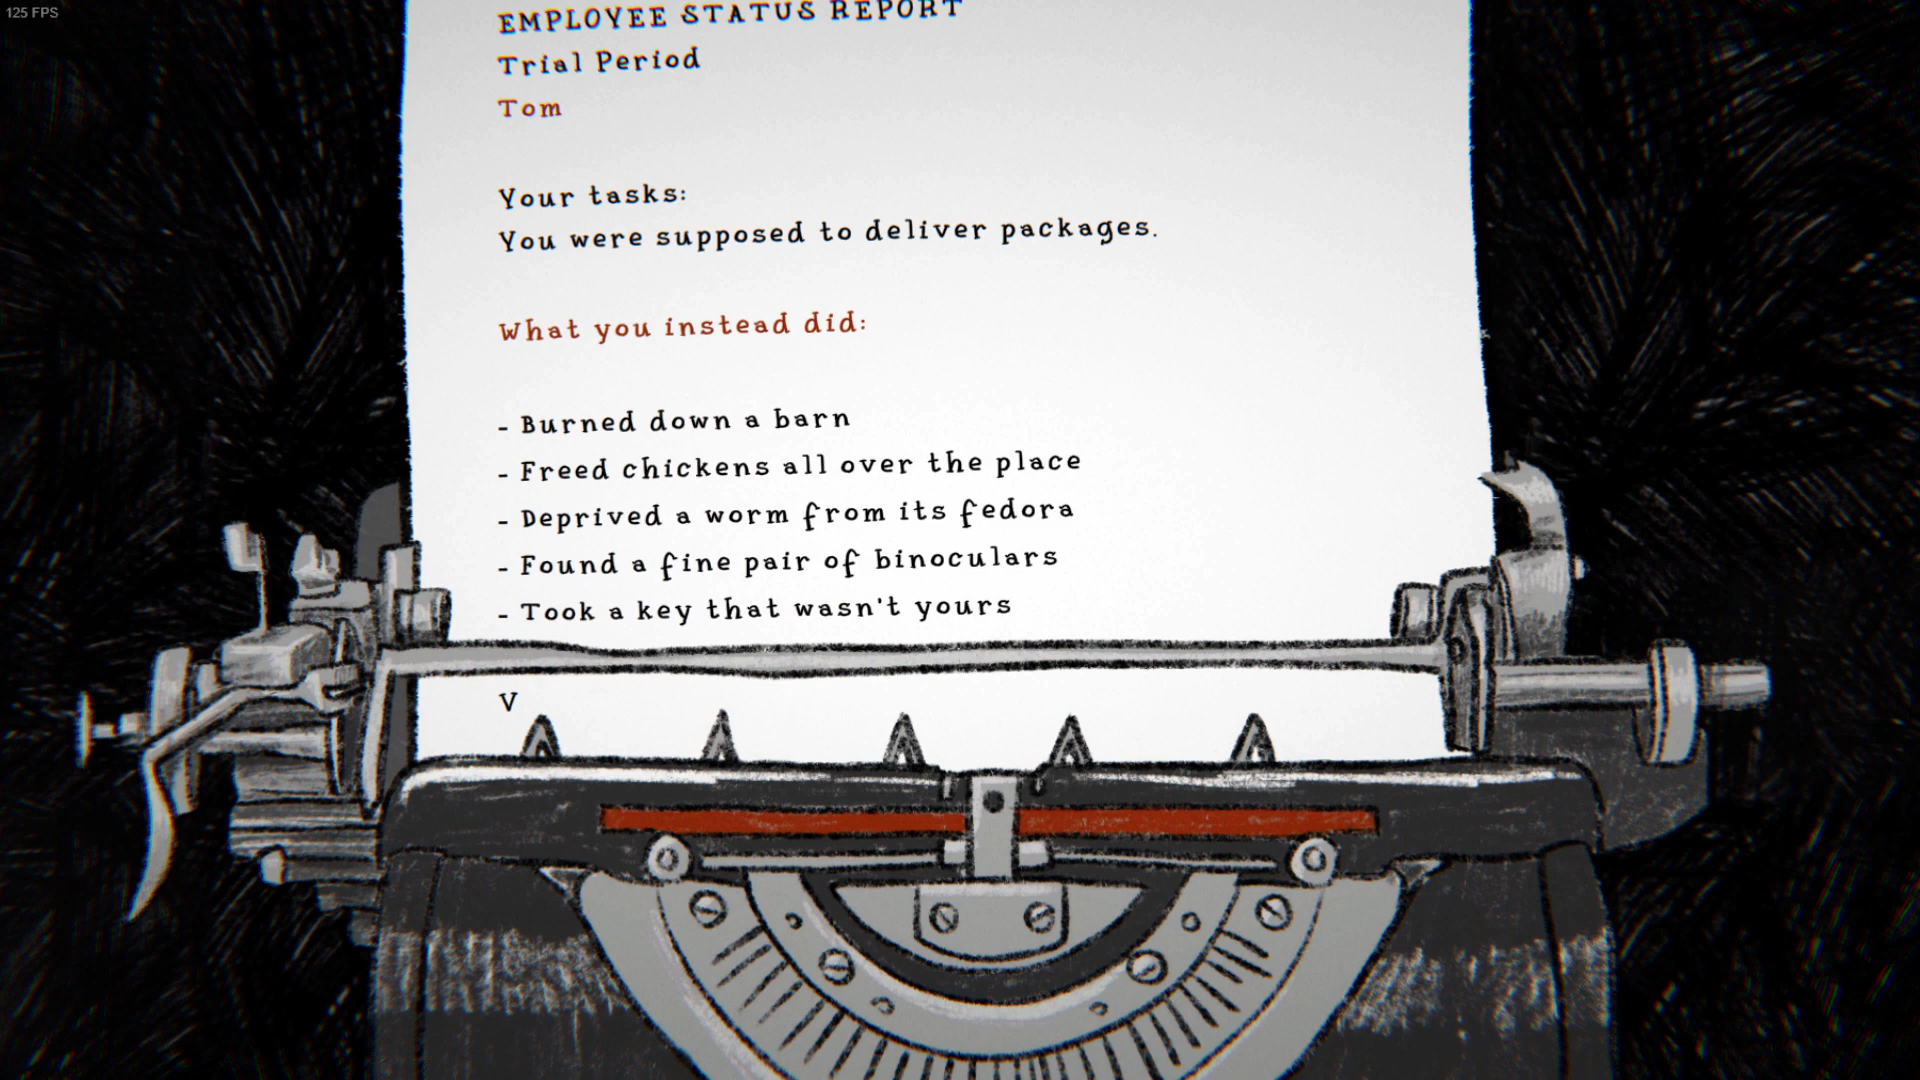 125 FPS
EMPLOYEE STATUS REPORT
Trial Period
Tom
Your tasks:
You were supposed to deliver packages.
What you instead did:
- Burned down a barn
- Freed chickens all over the place
- Deprived a worm from its fedora
- Found a fine pair of binoculars
- Took a key that wasn't yours
V